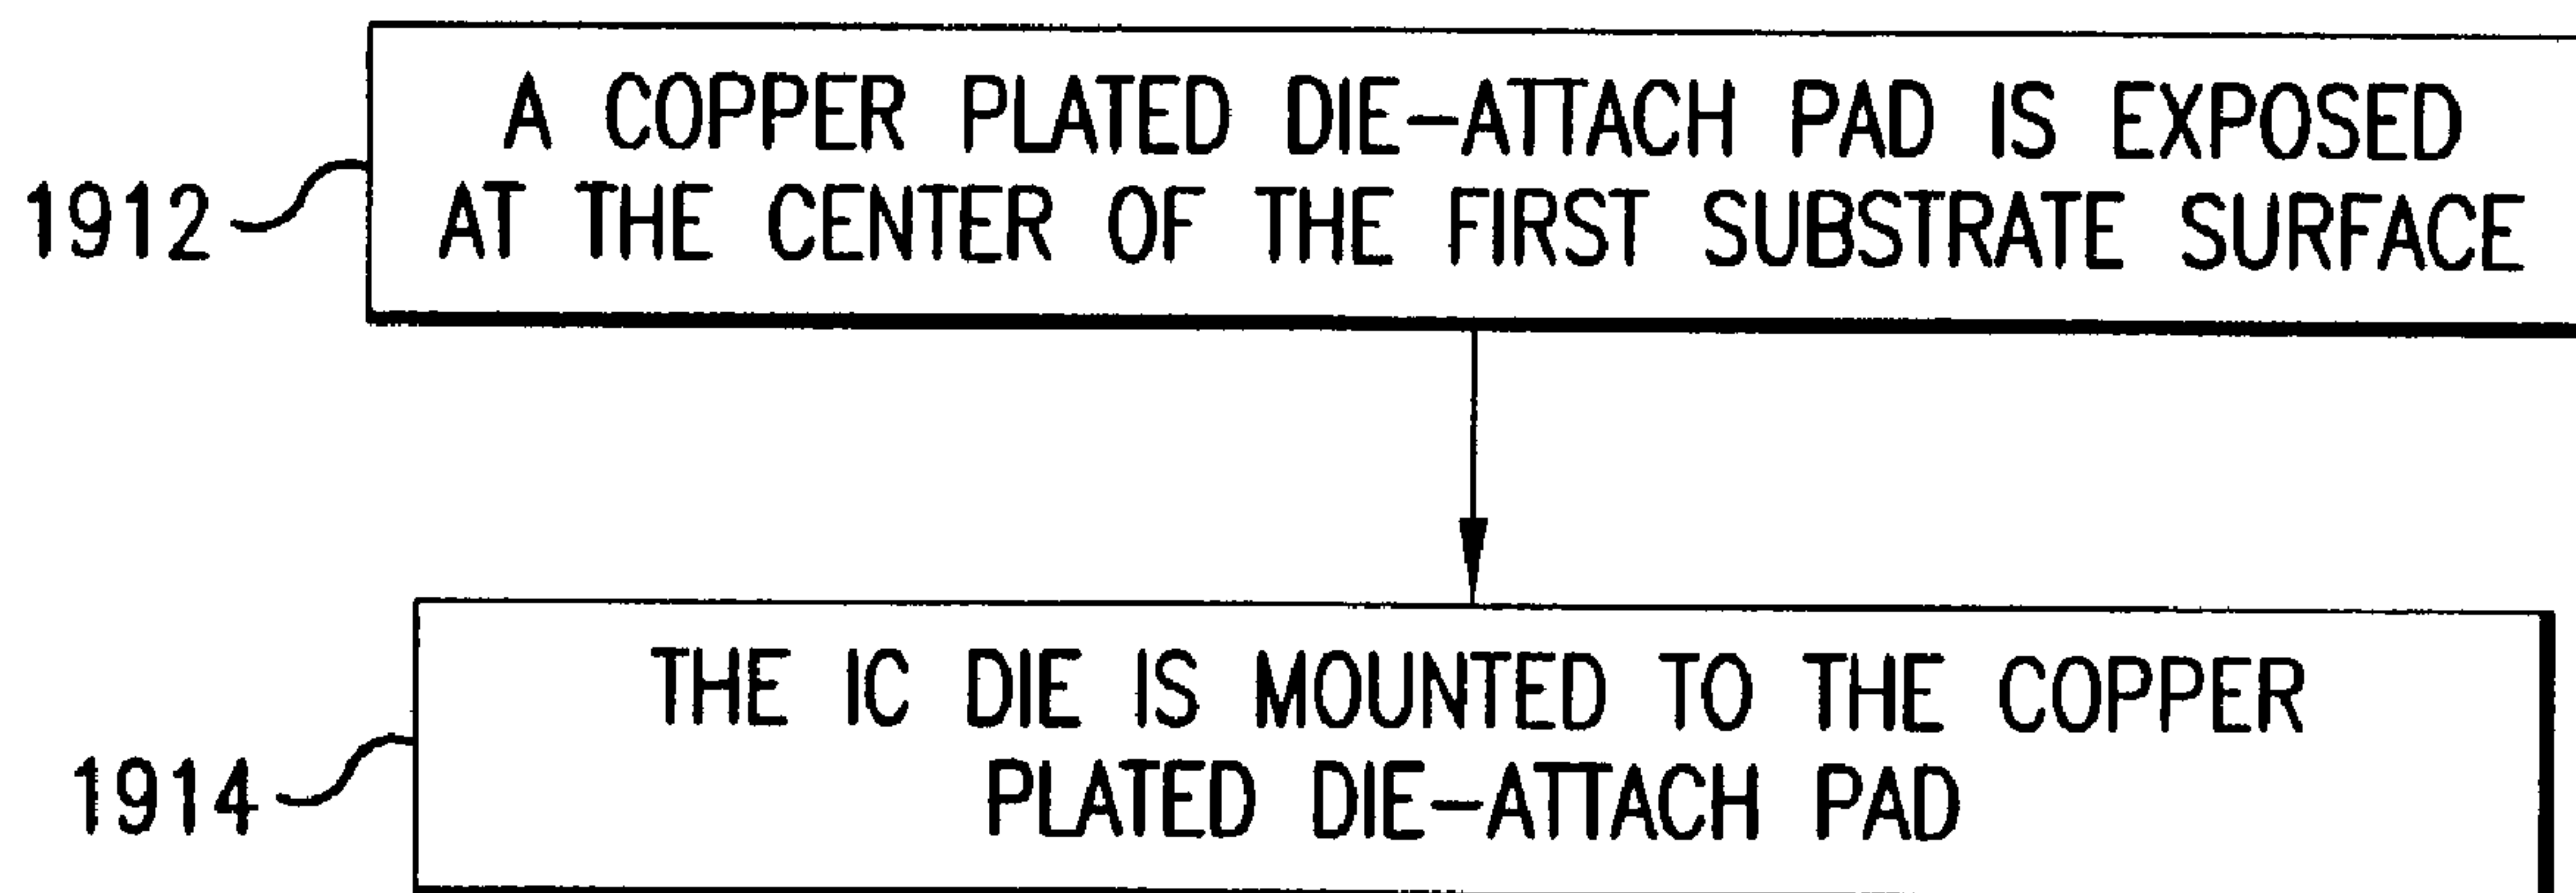 A COPPER PLATED DIE-ATTACH PAD IS EXPOSED
AT THE CENTER OF THE FIRST SUBSTRATE SURFACE
1912
THE IC DIE IS MOUNTED TO THE COPPER
PLATED DIE-ATTACH PAD
1914